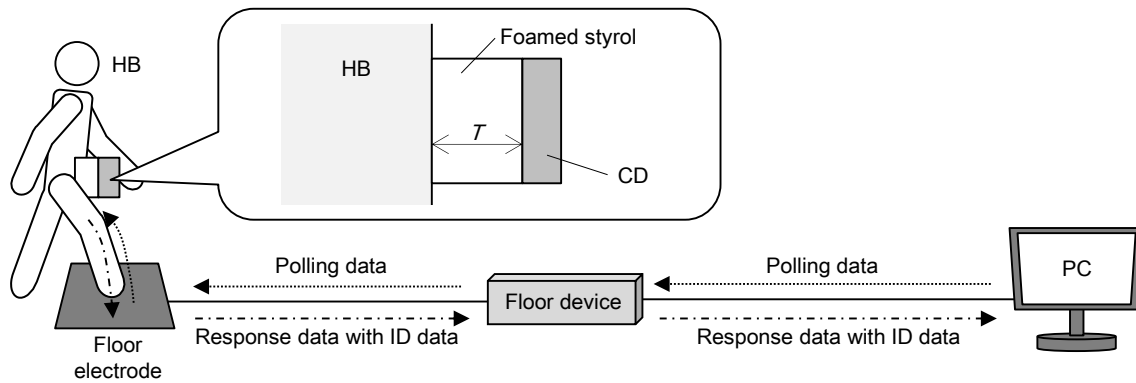 HB
Foamed styrol
HB
T
CD
Polling data
Polling data
PC
Floor device
Response data with ID data
Response data with ID data
Floor
electrode